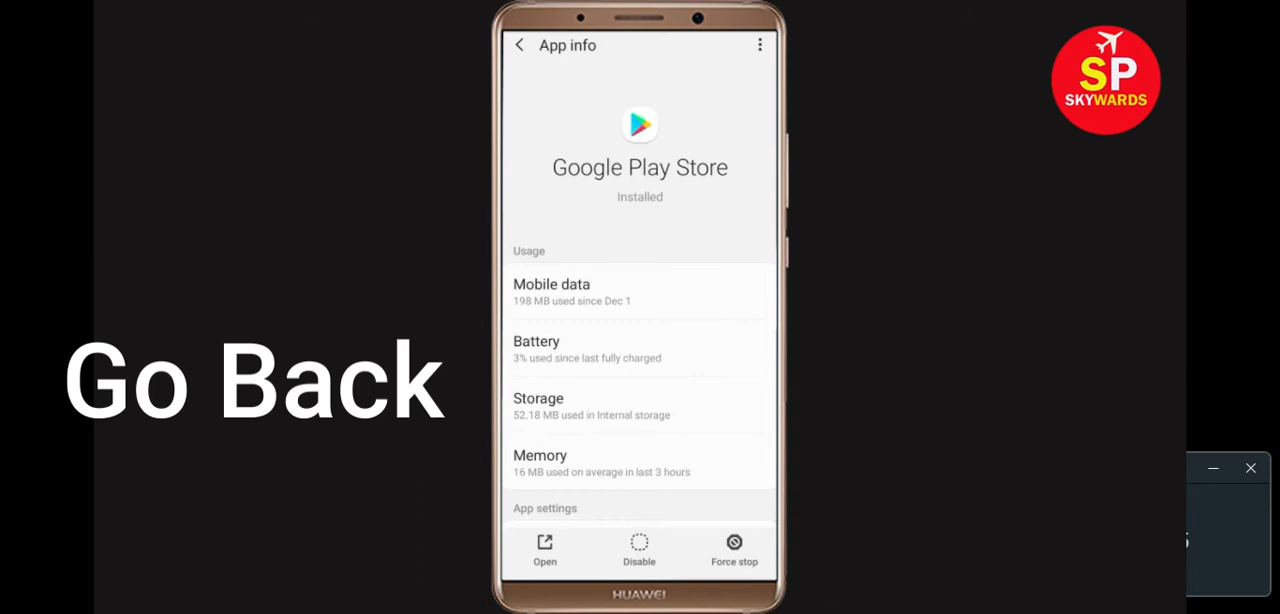 App info
SP
SKYWARDS
Google Play Store
Installed
Usage
Mobile data
198 MB used since Dec 1
Battery
3% used since last fully charged
Go Back
Storage
52.18 MB used in Internal storage
Memory
16 MB used on average in last 3 hours
App settings
Open
Disable
Force stop
HUAWEI